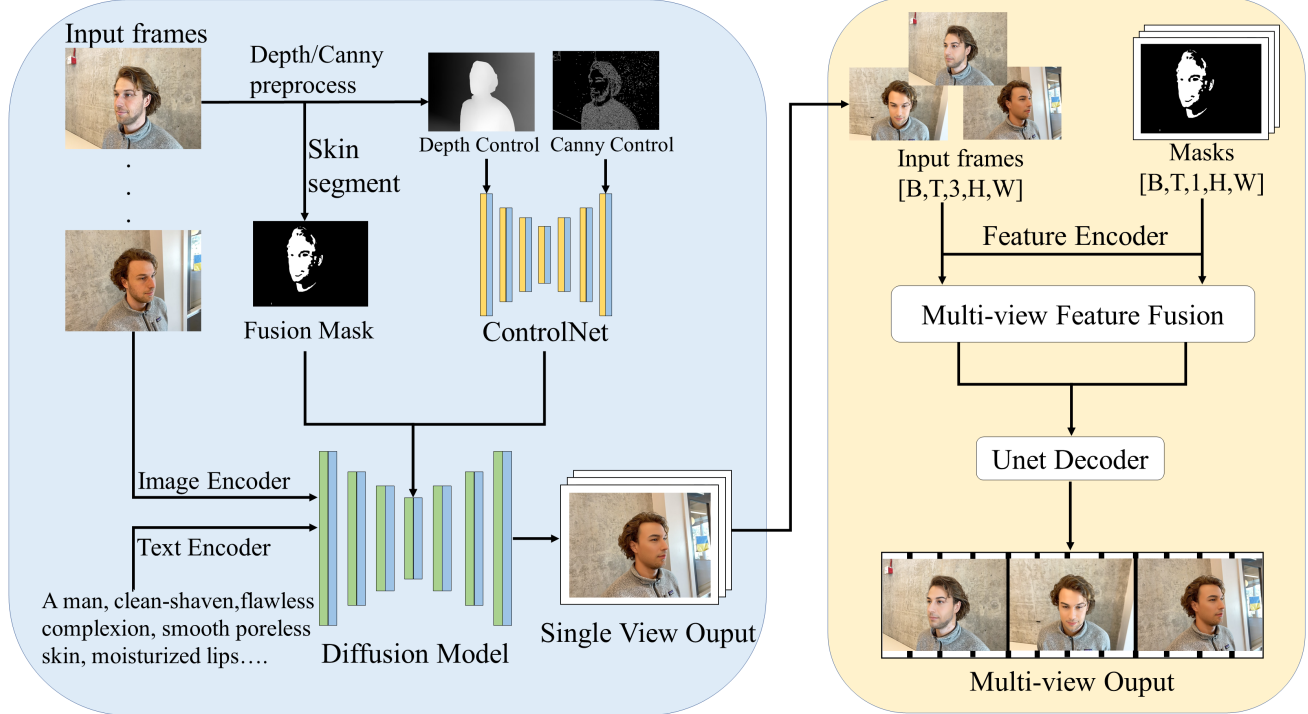 Input frames
Depth/Canny
preprocess
Depth Control
Canny Control
Skin
segment
Fusion Mask
ControlNet
Image Encoder
Text Encoder
A man, clean-shaven,flawless
complexion, smooth poreless
skin, moisturized lips….
Diffusion Model
Single View Ouput
Input frames
[B,T,3,H,W]
Masks
[B,T,1,H,W]
Feature Encoder
Multi-view Feature Fusion
Unet Decoder
Multi-view Ouput